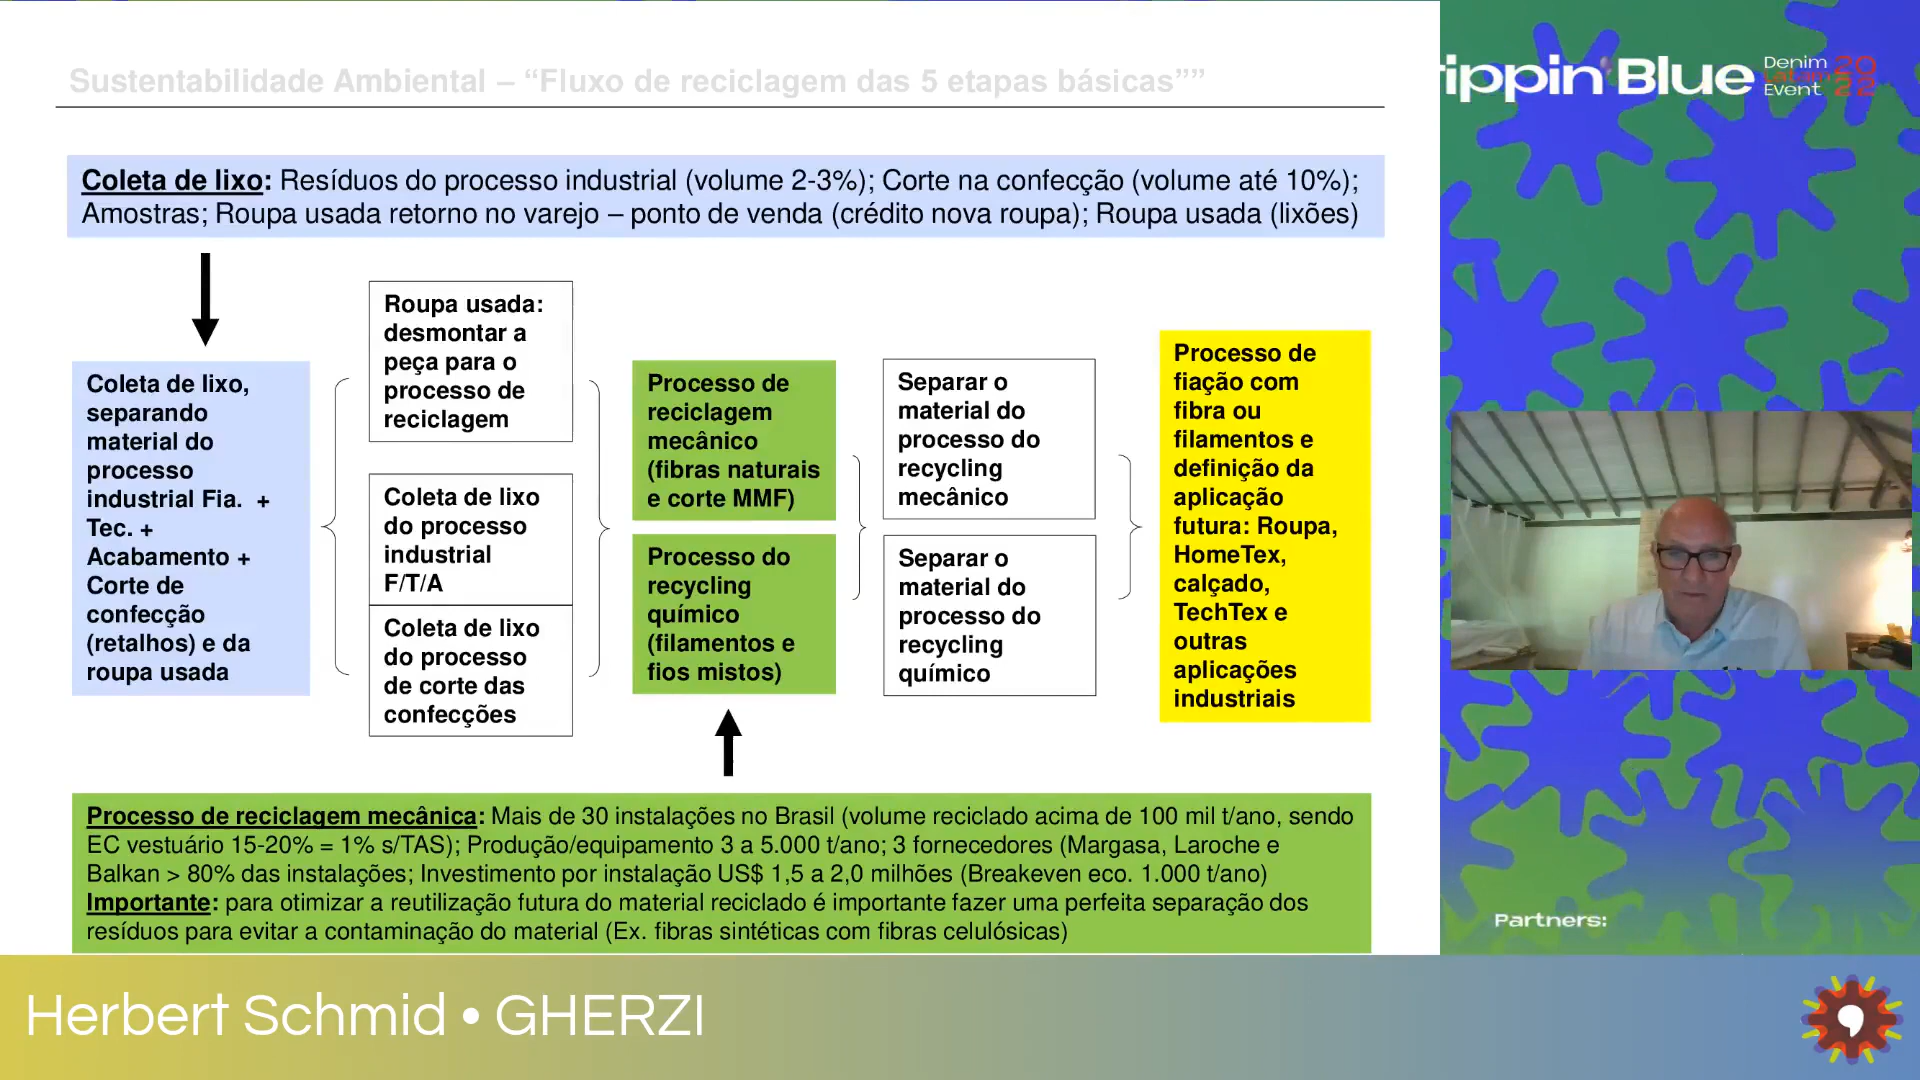 Sustentabilidade Ambiental – “Fluxo de reciclagem das 5 etapas básicas””
Coleta de lixo: Resíduos do processo industrial (volume 2-3%); Corte na confecção (volume até 10%);
Amostras; Roupa usada retorno no varejo – ponto de venda (crédito nova roupa); Roupa usada (lixões)
Coleta de lixo,
separando
material do
processo
industrial Fia. +
Tec. +
Acabamento +
Corte de
confecção
(retalhos) e da
roupa usada
Roupa usada:
desmontar a
peça para o
processo de
reciclagem
Coleta de lixo
do processo
industrial
F/T/A
Coleta de lixo
do processo
de corte das
confecções
Processo de
reciclagem
mecânico
(fibras naturais
e corte MMF)
Processo do
recycling
químico
(filamentos e
fios mistos)
Separar o
material do
processo do
recycling
mecânico
Separar o
material do
processo do
recycling
químico
Processo de
fiação com
fibra ou
filamentos e
definição da
aplicação
futura: Roupa,
HomeTex,
calçado,
TechTex e
outras
aplicações
industriais
Processo de reciclagem mecânica: Mais de 30 instalações no Brasil (volume reciclado acima de 100 mil t/ano, sendo
EC vestuário 15-20% = 1% s/TAS); Produção/equipamento 3 a 5.000 t/ano; 3 fornecedores (Margasa, Laroche e
Balkan > 80% das instalações; Investimento por instalação US$ 1,5 a 2,0 milhões (Breakeven eco. 1.000 t/ano)
Importante: para otimizar a reutilização futura do material reciclado é importante fazer uma perfeita separação dos
resíduos para evitar a contaminação do material (Ex. fibras sintéticas com fibras celulósicas)
rippin' Blue
Denim
Latam
Event
20
22
Partners:
Herbert Schmid • GHERZI